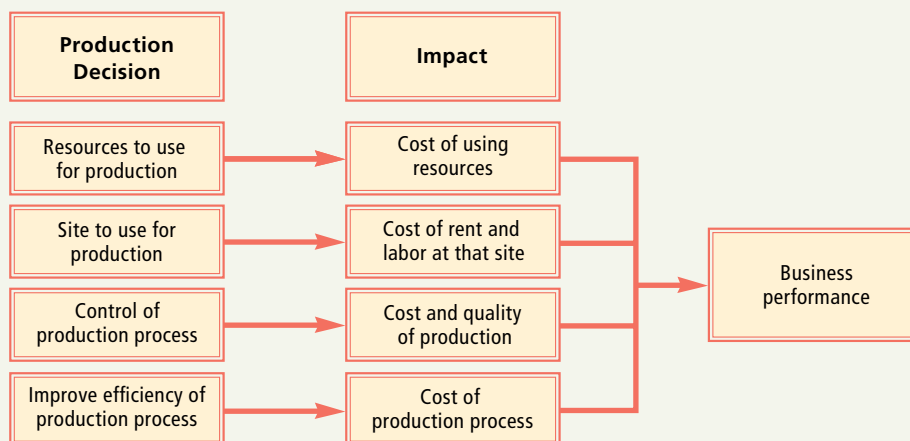 Production
Decision
Impact
Resources to use
for production
Cost of using
resources
Site to use for
production
Cost of rent and
labor at that site
Control of
production process
Cost and quality
of production
Improve efficiency of
production process
Cost of
production process
Business
performance